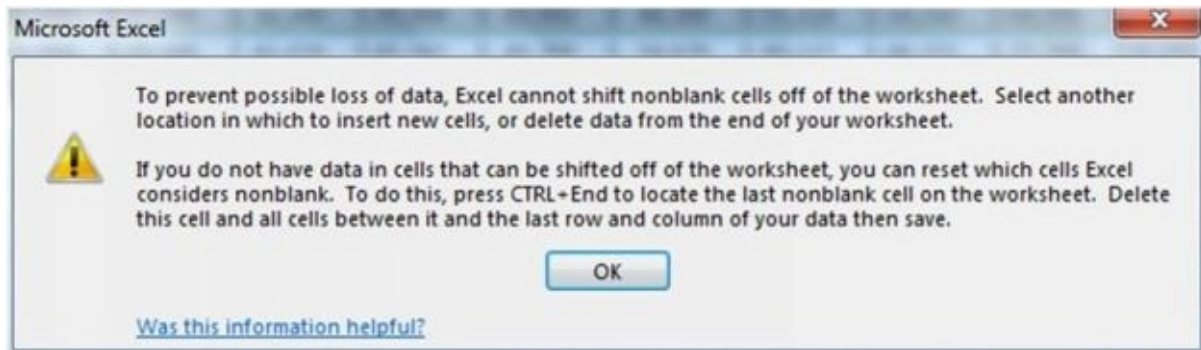 Microsoft Excel
To prevent possible loss of data, Excel cannot shift nonblank cells off of the worksheet.  Select another
location in which to insert new cells, or delete data from the end of your worksheet.
If you do not have data in cells that can be shifted off of the worksheet, you can reset which cells Excel
considers nonblank.  To do this, press CTRL+End to locate the last nonblank cell on the worksheet.  Delete
this cell and all cells between it and the last row and column of your data then save.
OK
Was this information helpful?